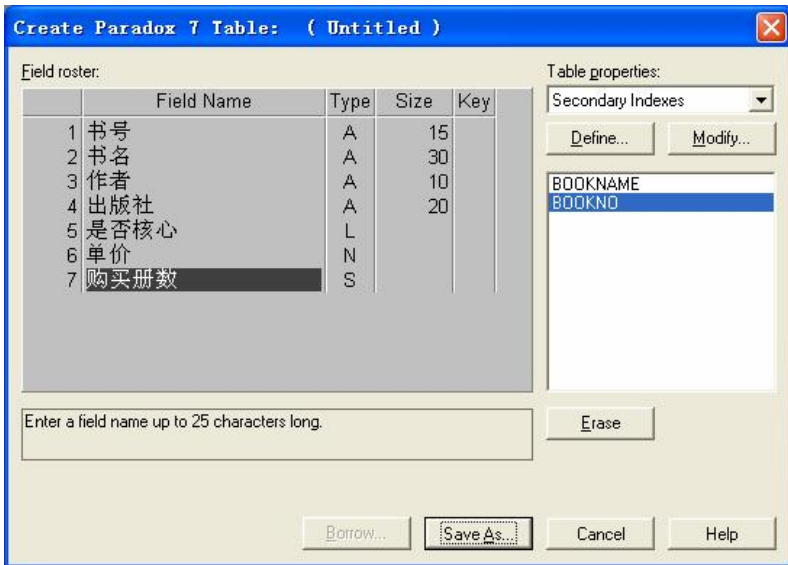 Create Paradox 7 Table: ( Untitled )
Field roster:
Field Name Type Size Key
1 书号 A 15
2 书名 A 30
3 作者 A 10
4 出版社 A 20
5 是否核心 L
6 单价 N
7 购买册数 S
Enter a field name up to 25 characters long.
Table properties:
Secondary Indexes
Define... Modify...
BOOKNAME
BOOKNO
Erase
Borrow... Save As... Cancel Help